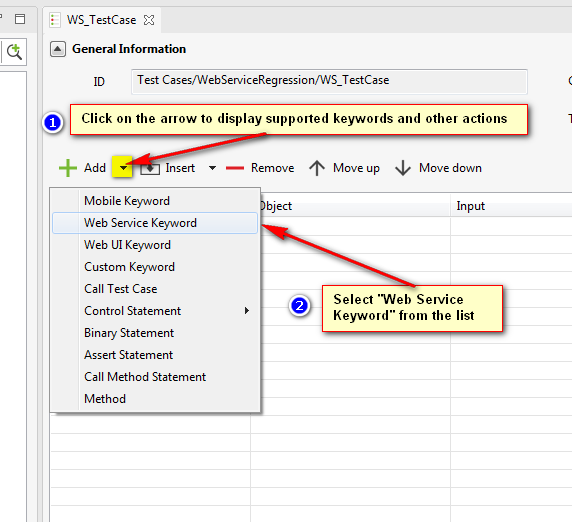 WS_TestCase
General Information
ID
Test Cases/WebServiceRegression/WS_TestCase
1 Click on the arrow to display supported keywords and other actions
Add Insert Remove Move up Move down
Object Input
Mobile Keyword
Web Service Keyword
Web UI Keyword
Custom Keyword
Call Test Case
Control Statement
Binary Statement
Assert Statement
Call Method Statement
Method
2 Select "Web Service
Keyword" from the list